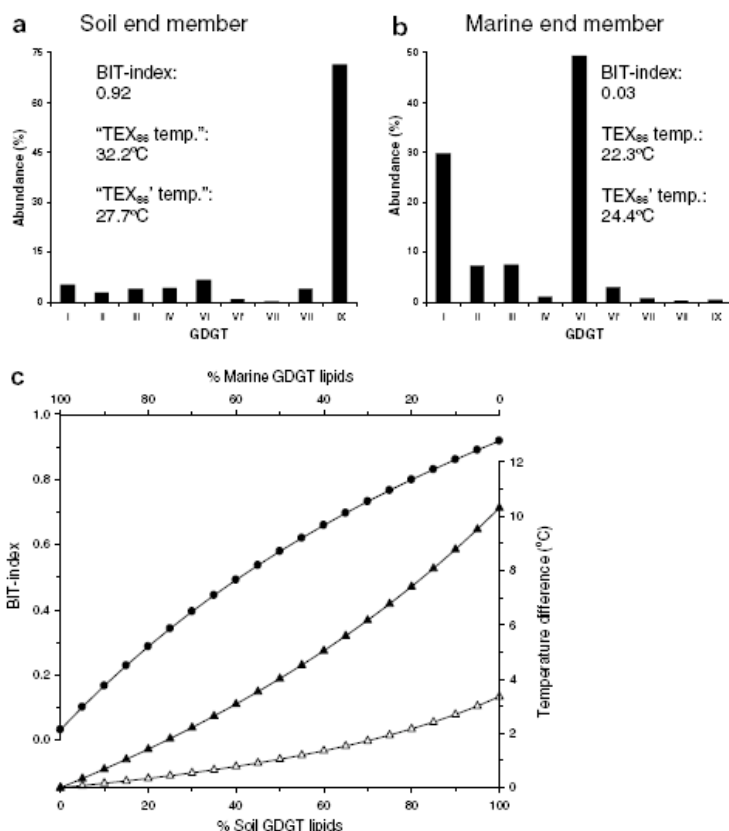 a Soil end member
75
60
45
30
15
0
Abundance (%)
BIT-index:
0.92
“TEX₈₆ temp.”:
32.2ºC
“TEX₈₆’ temp.”:
27.7ºC
I II III IV VI VI' VII VII IX
GDGT
b Marine end member
50
40
30
20
10
0
Abundance (%)
BIT-index:
0.03
TEX₈₆ temp.:
22.3ºC
TEX₈₆’ temp.:
24.4ºC
I II III IV VI VI' VII VII IX
GDGT
c
% Marine GDGT lipids
100 80 60 40 20 0
1.0
0.8
0.6
0.4
0.2
0.0
BIT-index
12
10
8
6
4
2
0
Temperature difference (°C)
0 20 40 60 80 100
% Soil GDGT lipids